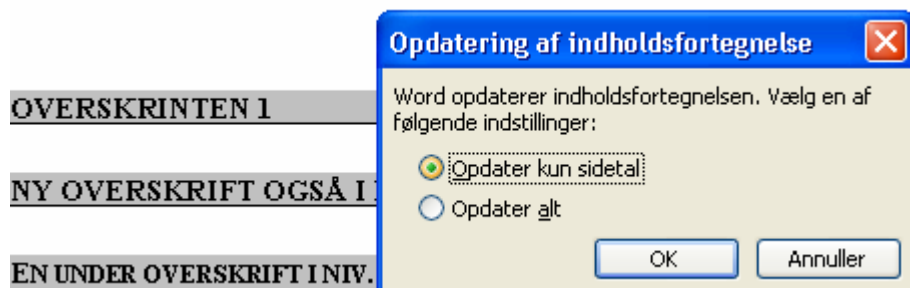 Opdatering af indholdsfortegnelse
OVERSKRINTEN 1
Word opdaterer indholdsfortegnelsen. Vælg en af
følgende indstillinger:
Opdater kun sidetal
NY OVERSKRIFT OGSÅ I
Opdater alt
OK
Annuller
EN UNDER OVERSKRIFT I NIV.